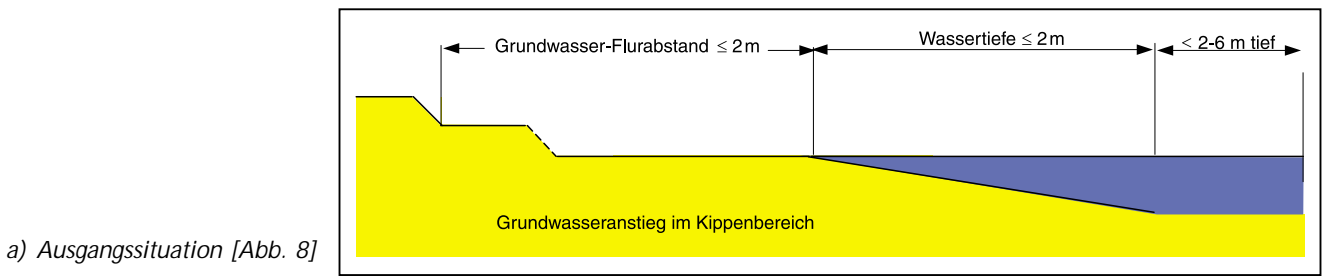 Grundwasser-Flurabstand ≤ 2 m
Wassertiefe ≤ 2 m
< 2-6 m tief
Grundwasseranstieg im Kippenbereich
a) Ausgangssituation [Abb. 8]